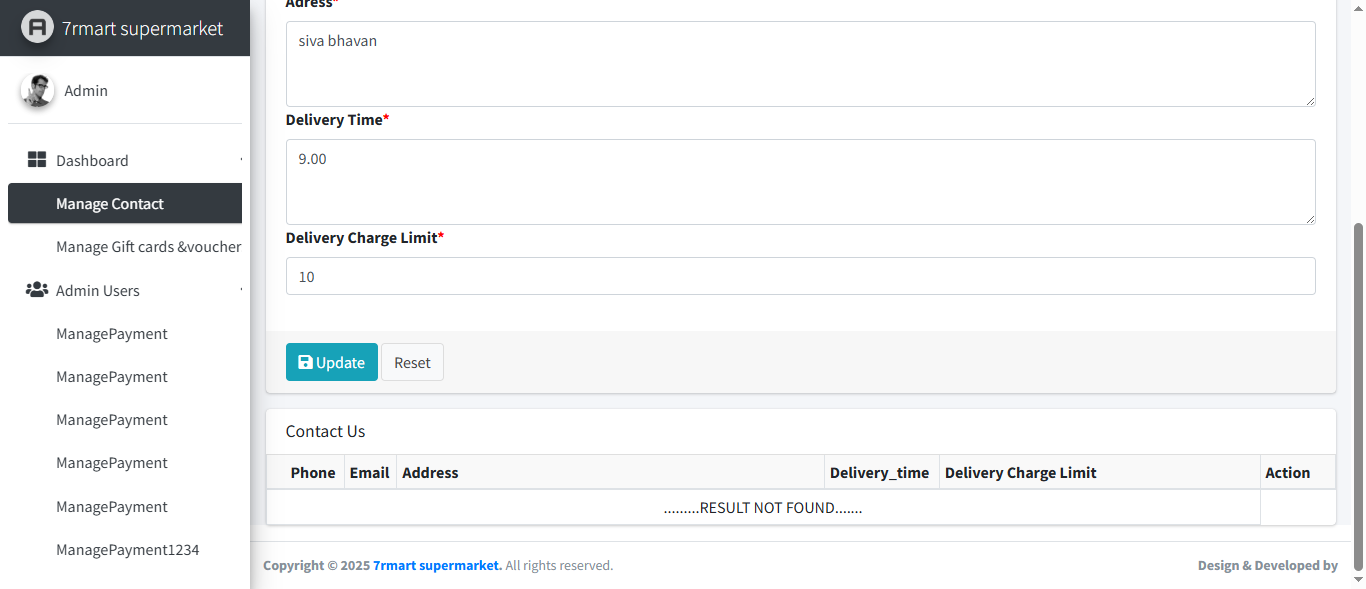 7rmart supermarket
Admin
Dashboard
Manage Contact
Manage Gift cards &voucher
Admin Users
ManagePayment
ManagePayment
ManagePayment
ManagePayment
ManagePayment
ManagePayment1234
Adress*
siva bhavan
Delivery Time*
9.00
Delivery Charge Limit*
10
Update Reset
Contact Us
Phone Email Address Delivery_time Delivery Charge Limit Action
.........RESULT NOT FOUND.......
Copyright © 2025 7rmart supermarket. All rights reserved. Design & Developed by